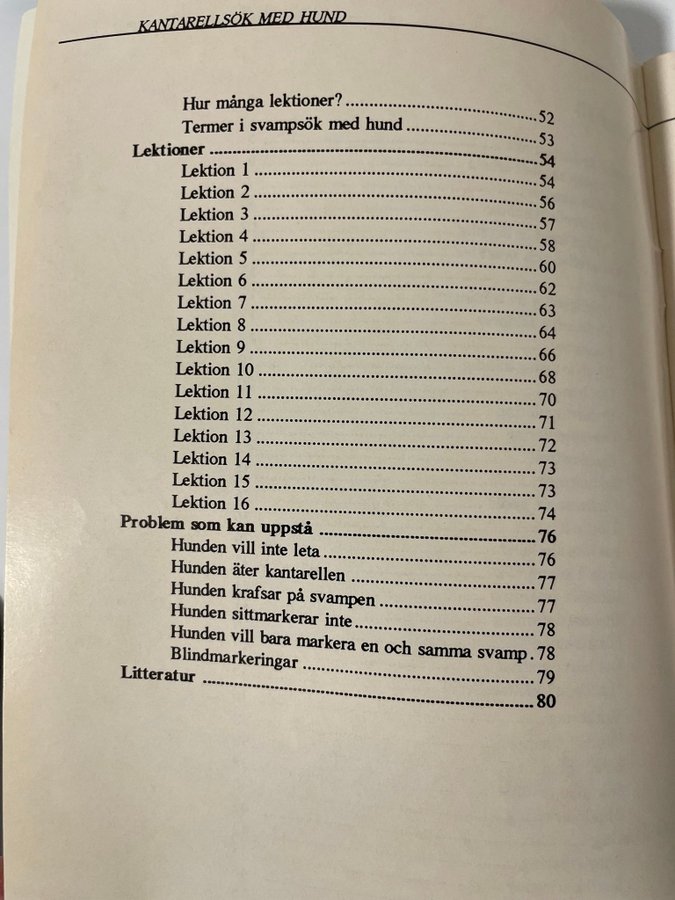 KANTARELLSÖK MED HUND
Hur många lektioner? ..... 52
Termer i svampsök med hund ..... 53
Lektioner ..... 54
Lektion 1 ..... 54
Lektion 2 ..... 56
Lektion 3 ..... 57
Lektion 4 ..... 58
Lektion 5 ..... 60
Lektion 6 ..... 62
Lektion 7 ..... 63
Lektion 8 ..... 64
Lektion 9 ..... 66
Lektion 10 ..... 68
Lektion 11 ..... 70
Lektion 12 ..... 71
Lektion 13 ..... 72
Lektion 14 ..... 73
Lektion 15 ..... 73
Lektion 16 ..... 74
Problem som kan uppstå ..... 76
Hunden vill inte leta ..... 76
Hunden äter kantarellen ..... 77
Hunden krafsar på svampen ..... 77
Hunden sittmarkerar inte ..... 78
Hunden vill bara markera en och samma svamp . 78
Blindmarkeringar ..... 79
Litteratur ..... 80